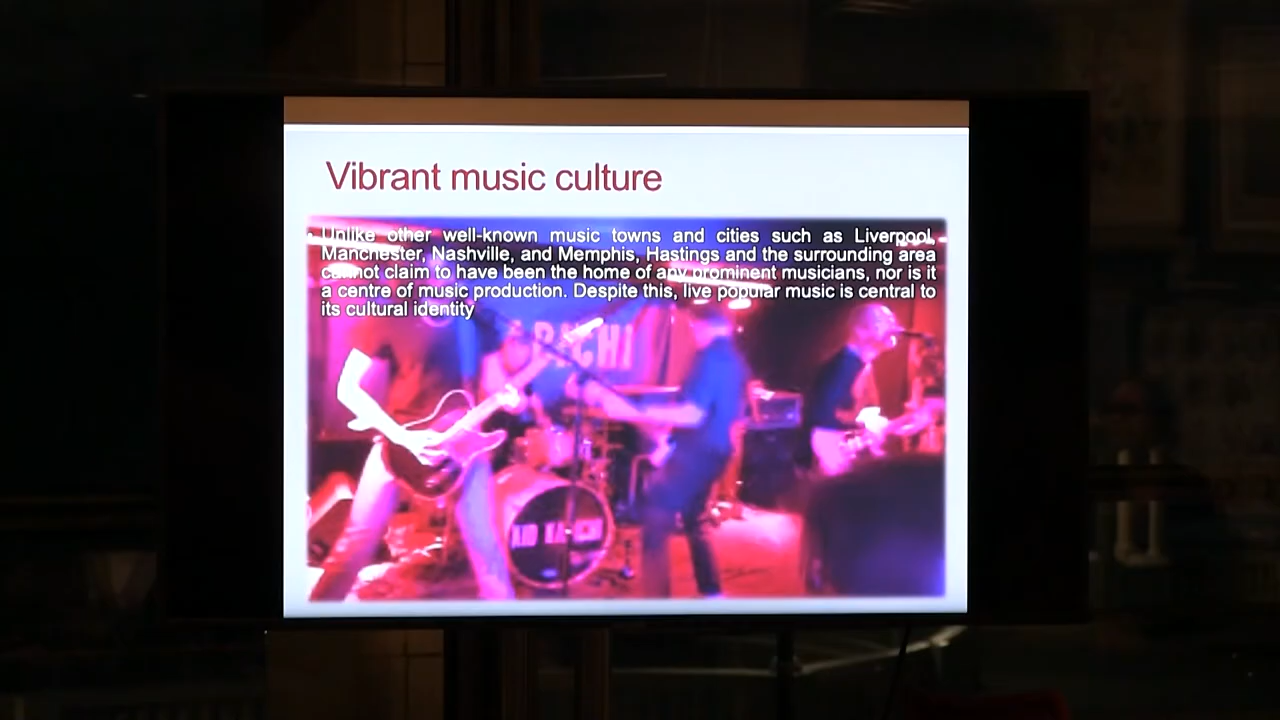 Vibrant music culture
• Unlike other well-known music towns and cities such as Liverpool,
Manchester, Nashville, and Memphis, Hastings and the surrounding area
cannot claim to have been the home of any prominent musicians, nor is it
a centre of music production. Despite this, live popular music is central to
its cultural identity